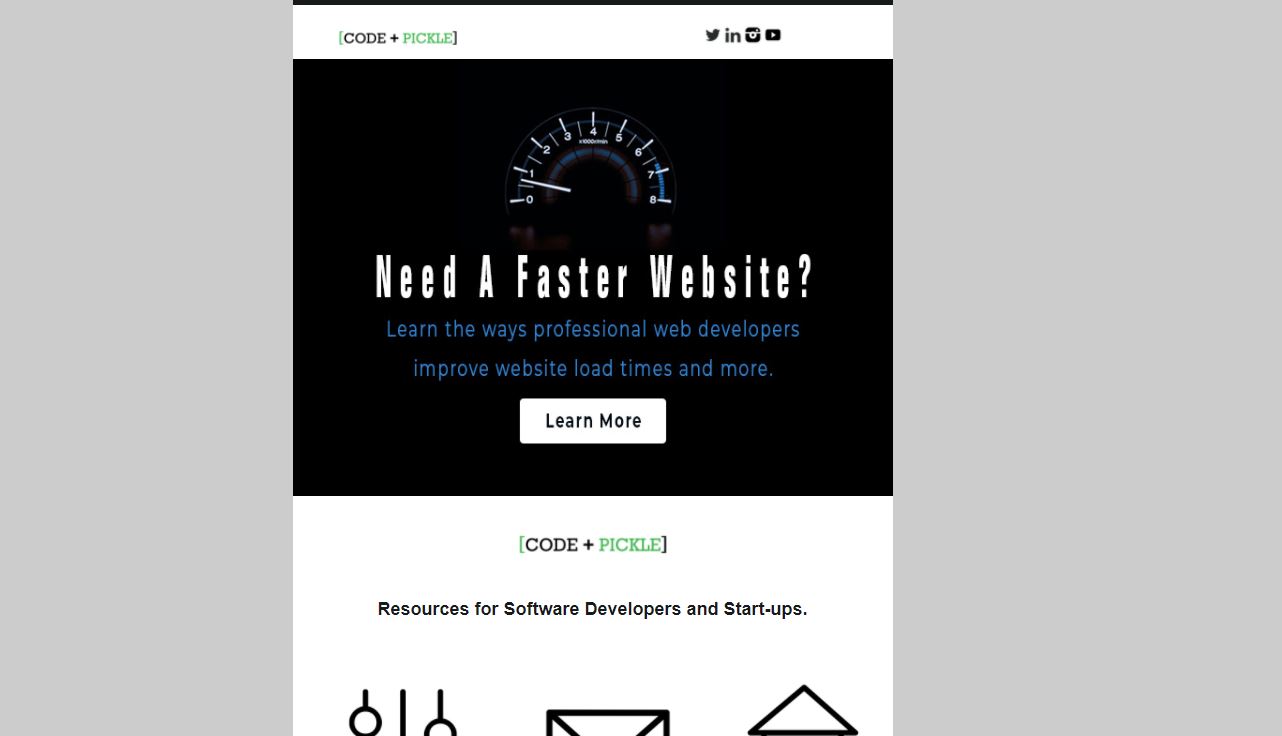 [CODE + PICKLE]
4
3
5
x1000r/min
2
6
1
7
0
8
Need A Faster Website?
Learn the ways professional web developers
improve website load times and more.
Learn More
[CODE + PICKLE]
Resources for Software Developers and Start-ups.